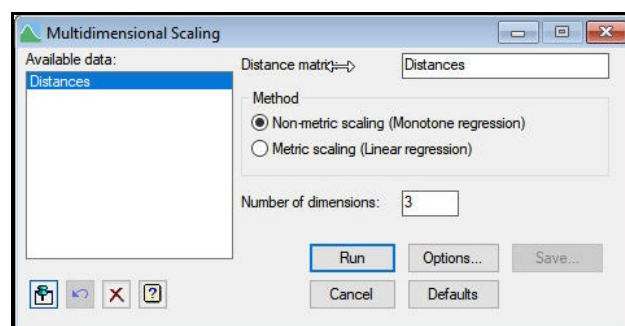 Multidimensional Scaling
Available data:
Distances
Distance matrix:
Distances
Method
Non-metric scaling (Monotone regression)
Metric scaling (Linear regression)
Number of dimensions:
3
Run
Options...
Save...
Cancel
Defaults